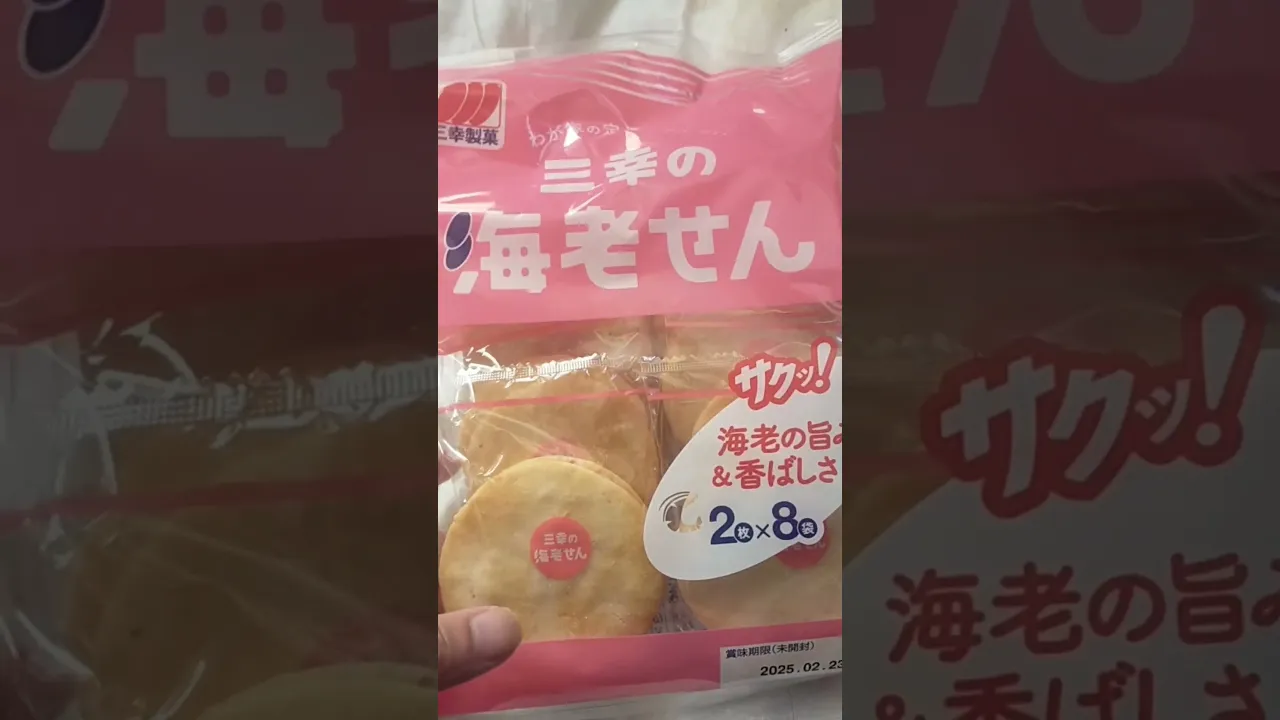 三幸製菓
わが家の
三幸の
海老せん
サクッ!
海老の旨み
&香ばしさ
2枚×8袋
三幸の
海老せん
賞味期限(未開封)
2025.02.23